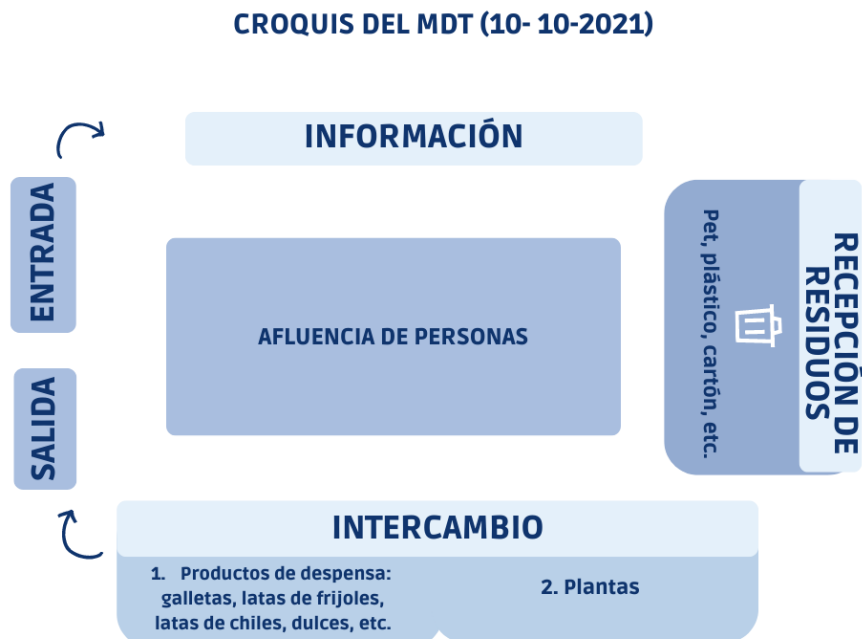 CROQUIS DEL MDT (10- 10-2021)
INFORMACIÓN
ENTRADA
SALIDA
AFLUENCIA DE PERSONAS
Pet, plástico, cartón, etc.
RECEPCIÓN DE
RESIDUOS
INTERCAMBIO
1. Productos de despensa:
galletas, latas de frijoles,
latas de chiles, dulces, etc.
2. Plantas